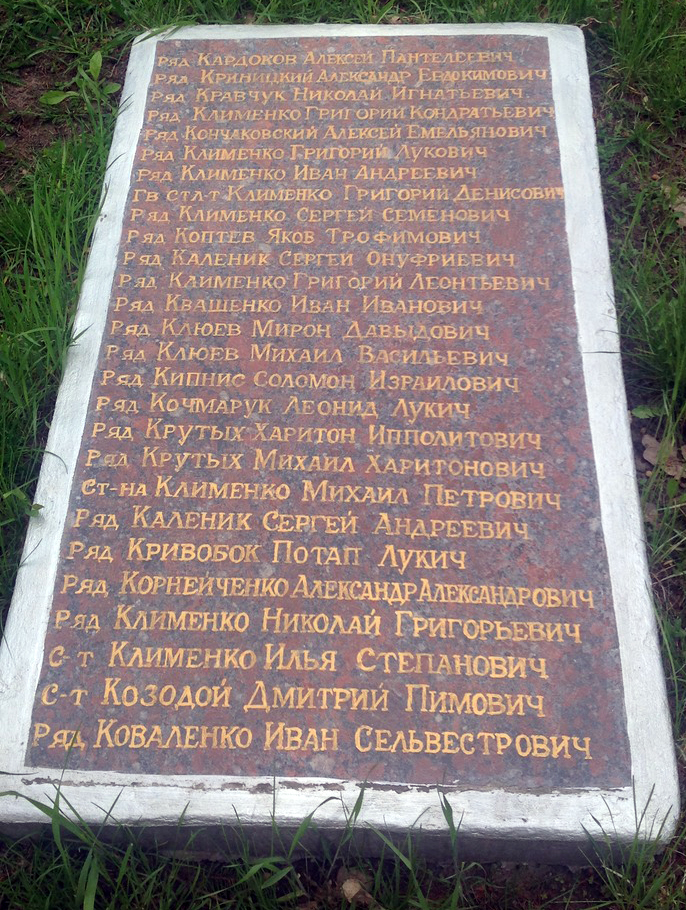 Ряд Кардоков Алексей Пантелеевич
ряд. Криницкий Александр Евдокимович
Ряд Кравчук Николай Игнатьевич
ряд Клименко Григорий Кондратьевич
Ряд Кончаковский Алексей Емельянович
Ряд Клименко Григорий Лукович
Ряд Клименко Иван Андреевич
Гв ст л-т Клименко Григорий Денисович
Ряд Клименко Сергей Семенович
Ряд Коптев Яков Трофимович
Ряд Каленик Сергей Онуфриевич
Ряд Клименко Григорий Леонтьевич
Ряд Квашенко Иван Иванович
Ряд Клюев Мирон Давыдович
Ряд Клюев Михаил Васильевич
Ряд Кипнис Соломон Израилович
Ряд Кочмарук Леонид Лукич
Ряд Крутых Харитон Ипполитович
Ряд Крутых Михаил Харитонович
Ст-на Клименко Михаил Петрович
Ряд Каленик Сергей Андреевич
Ряд Кривобок Потап Лукич
Ряд Корнейченко Александр Александрович
Ряд Клименко Николай Григорьевич
С-т Клименко Илья Степанович
С-т Козодой Дмитрий Пимович
Ряд Коваленко Иван Сельвестрович